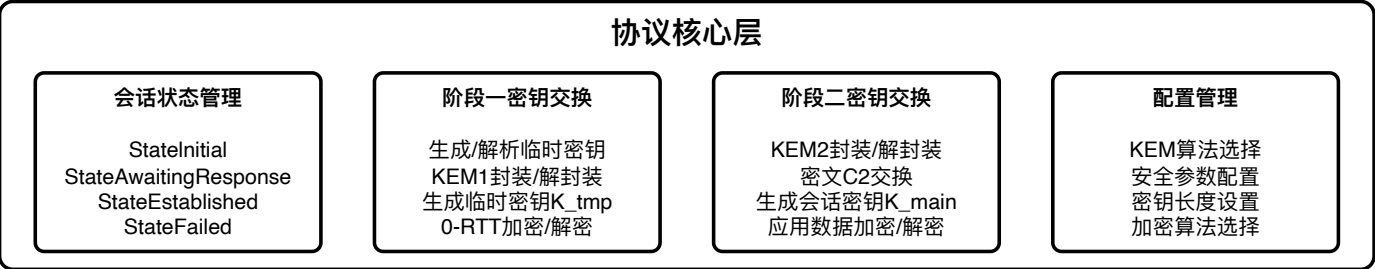 协议核心层
会话状态管理
StateInitial
StateAwaitingResponse
StateEstablished
StateFailed
阶段一密钥交换
生成/解析临时密钥
KEM1封装/解封装
生成临时密钥K_tmp
0-RTT加密/解密
阶段二密钥交换
KEM2封装/解封装
密文C2交换
生成会话密钥K_main
应用数据加密/解密
配置管理
KEM算法选择
安全参数配置
密钥长度设置
加密算法选择